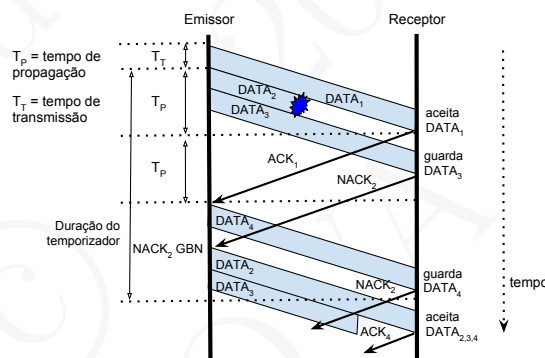 Emissor
Receptor
T_P = tempo de
propagação
T_T = tempo de
transmissão
T_T
T_P
T_P
DATA_2
DATA_3
DATA_1
aceita
DATA_1
ACK_1
guarda
DATA_3
NACK_2
Duração do
temporizador
NACK_2 GBN
DATA_4
DATA_2
DATA_3
NACK_2
guarda
DATA_4
ACK_4
aceita
DATA_2,3,4
tempo